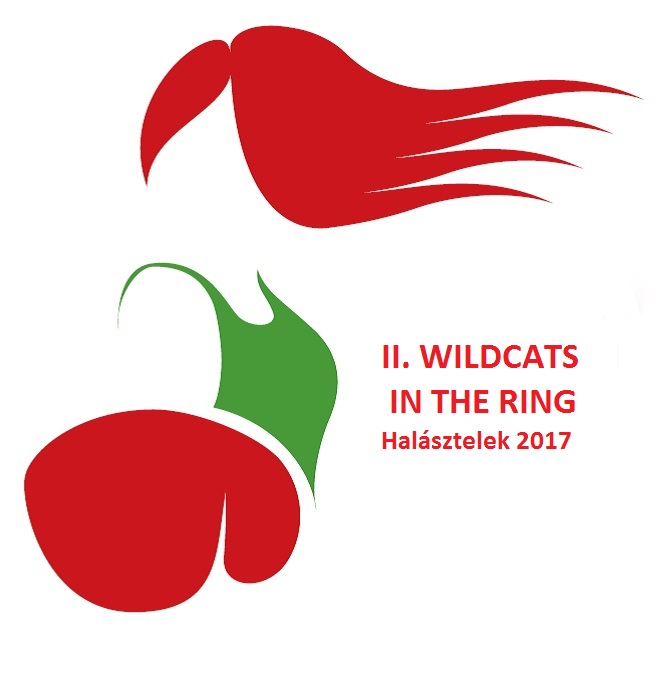 II. WILDCATS
IN THE RING
Halásztelek 2017